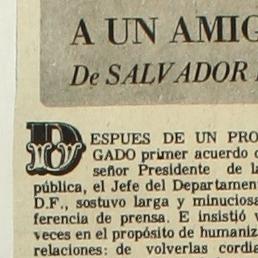 A UN AMIG
De SALVADOR
DESPUES DE UN PRO
GADO primer acuerdo
señor Presidente de la
pública, el Jefe del Departamen
D.F., sostuvo larga y minuciosa
ferencia de prensa. E insistió v
veces en el propósito de humaniz
relaciones: de volverlas cordia